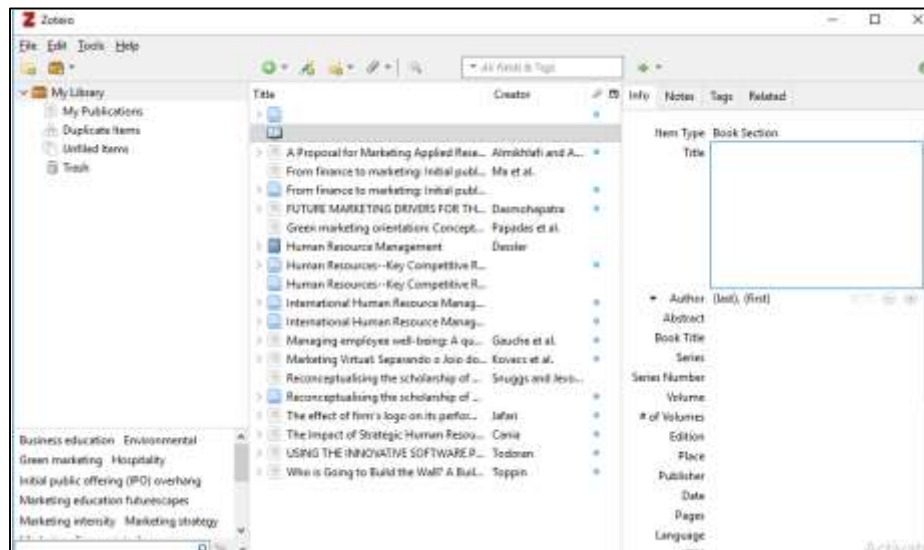 Zotero
File Edit Tools Help
All Fields & Tags
My Library
My Publications
Duplicate Items
Unfiled Items
Trash
Title Creator
A Proposal for Marketing Applied Rese... Almikhlafi and A...
From finance to marketing: Initial publ... Ma et al.
From finance to marketing: Initial publ...
FUTURE MARKETING DRIVERS FOR TH... Dasmohapatra
Green marketing orientation: Concept... Papadas et al.
Human Resource Management Dessler
Human Resources--Key Competitive R...
Human Resources--Key Competitive R...
International Human Resource Manag...
International Human Resource Manag...
Managing employee well-being: A qu... Gauche et al.
Marketing Virtual: Separando o Joio do... Kovacs et al.
Reconceptualising the scholarship of ... Snuggs and Jevo...
Reconceptualising the scholarship of ...
The effect of firm's logo on its perfor... Jafari
The Impact of Strategic Human Resou... Cania
USING THE INNOVATIVE SOFTWARE P... Todoran
Who is Going to Build the Wall? A Buil... Toppin
Business education Environmental
Green marketing Hospitality
Initial public offering (IPO) overhang
Marketing education futurescapes
Marketing intensity Marketing strategy
Info Notes Tags Related
Item Type Book Section
Title
Author (last), (first)
Abstract
Book Title
Series
Series Number
Volume
# of Volumes
Edition
Place
Publisher
Date
Pages
Language